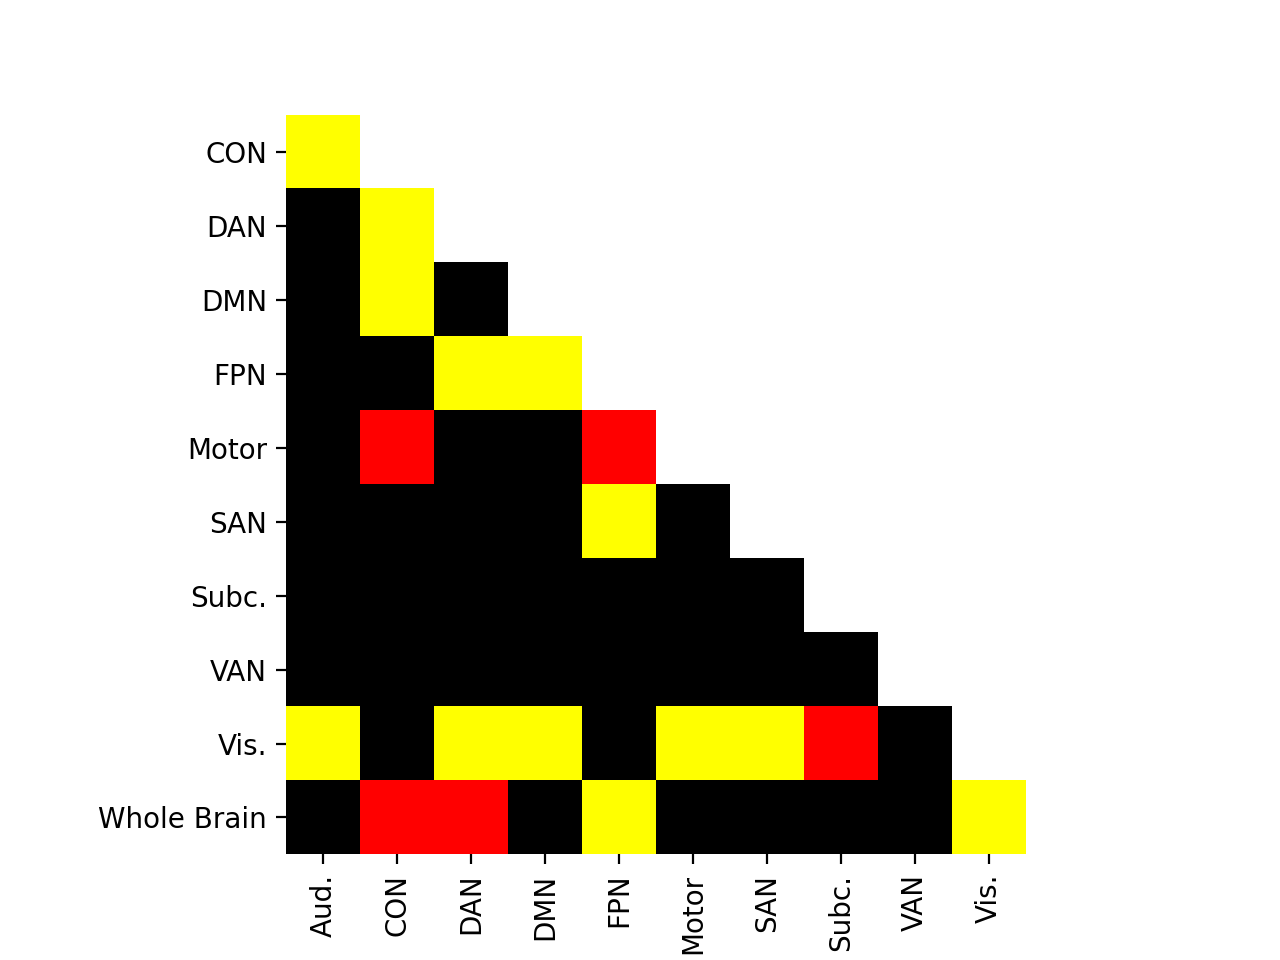 CON
DAN
DMN
FPN
Motor
SAN
Subc.
VAN
Vis.
Whole Brain
Aud.
CON
DAN
DMN
FPN
Motor
SAN
Subc.
VAN
Vis.